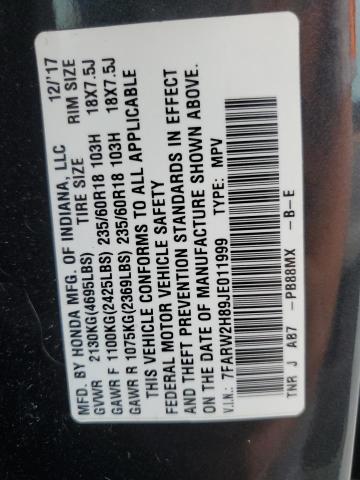 MFD. BY HONDA MFG. OF INDIANA, LLC 12/'17
TIRE SIZE RIM SIZE
GVWR 2130KG(4695LBS)
GAWR F 1100KG(2425LBS) 235/60R18 103H 18X7.5J
GAWR R 1075KG(2369LBS) 235/60R18 103H 18X7.5J
THIS VEHICLE CONFORMS TO ALL APPLICABLE
FEDERAL MOTOR VEHICLE SAFETY
AND THEFT PREVENTION STANDARDS IN EFFECT
ON THE DATE OF MANUFACTURE SHOWN ABOVE.
V.I.N.: 7FARW2H89JE011999 TYPE: MPV
TNR J A87 -PB88MX -B-E